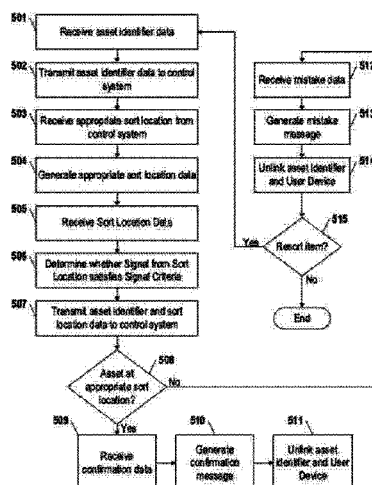 501
Receive asset identifier data
502
Transmit asset identifier data to control
system
503
Receive appropriate sort location from
control system
504
Generate appropriate sort location data
505
Receive Sort Location Data
506
Determine whether Signal from Sort
Location satisfies Signal Criteria
507
Transmit asset identifier and sort
location data to control system
508
Asset at
appropriate sort
location?
No
Yes
509
Receive
confirmation data
510
Generate
confirmation
message
511
Unlink asset
identifier and User
Device
512
Receive mistake data
513
Generate mistake
message
514
Unlink asset identifier
and User Device
515
Resort item?
Yes
No
End